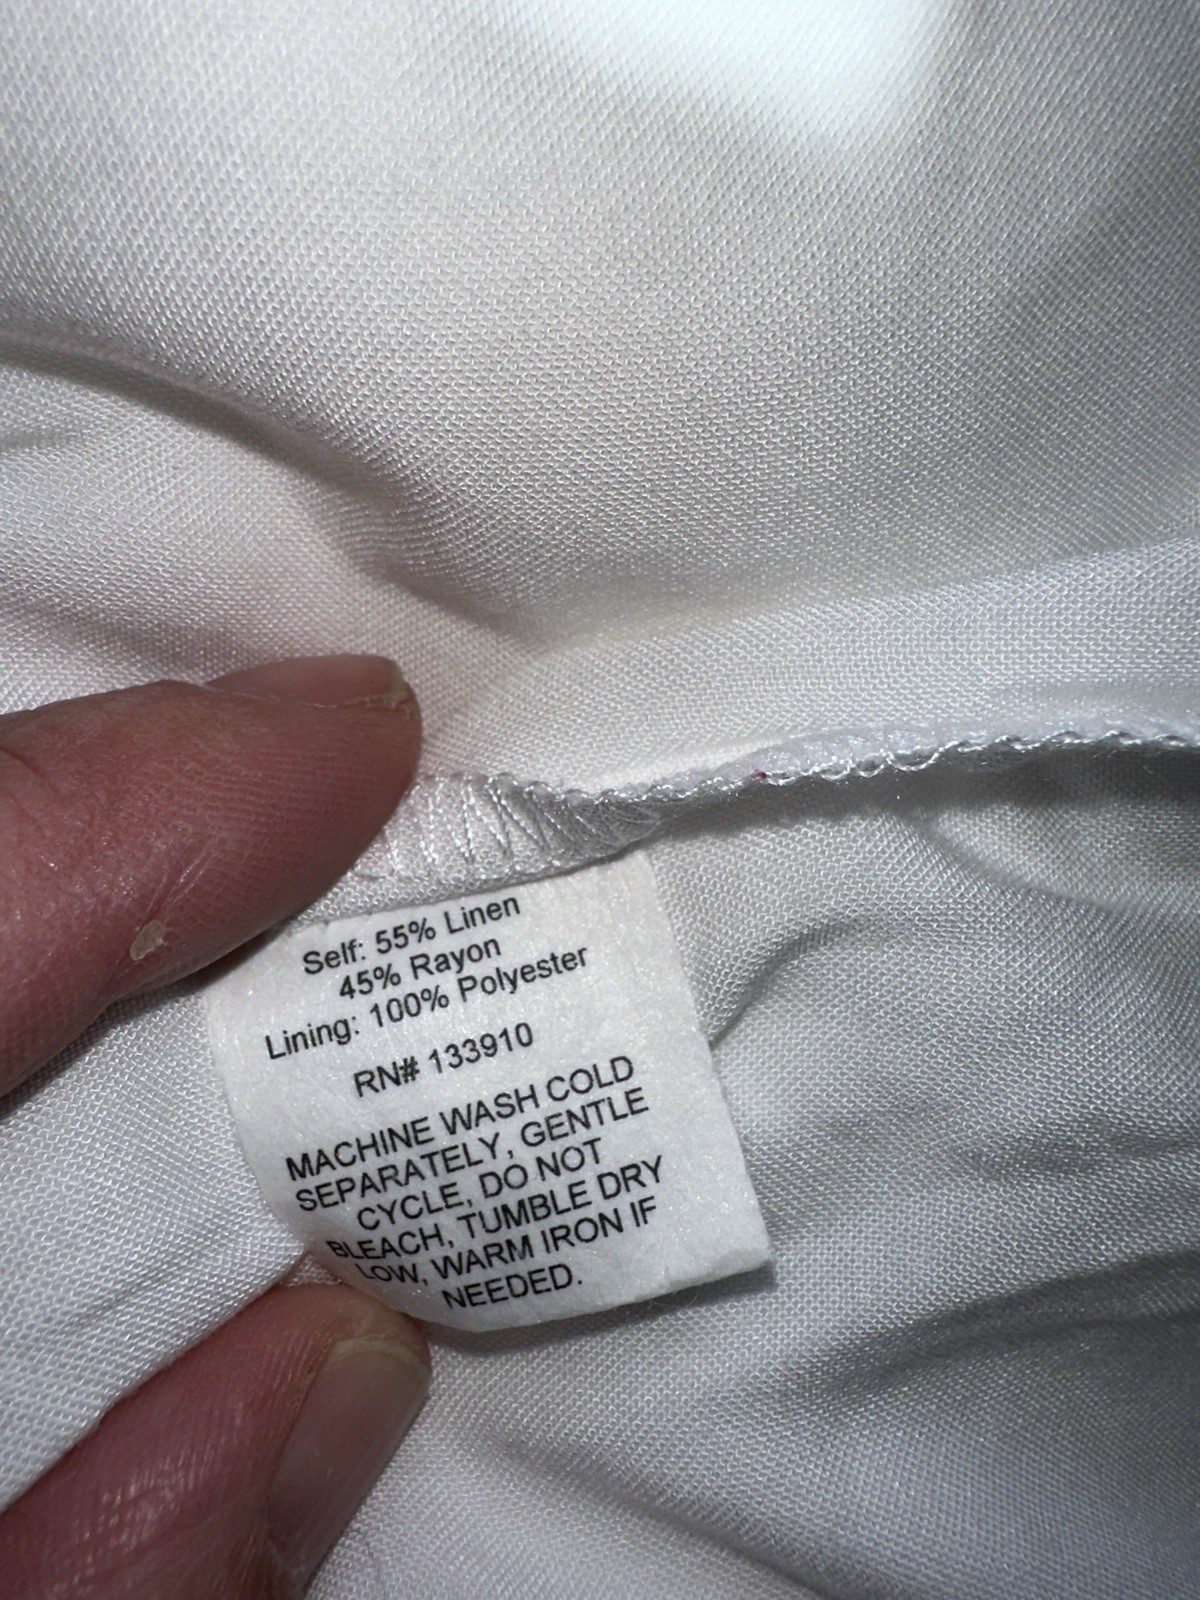 Self: 55% Linen
45% Rayon
Lining: 100% Polyester
RN# 133910
MACHINE WASH COLD
SEPARATELY, GENTLE
CYCLE, DO NOT
BLEACH, TUMBLE DRY
LOW, WARM IRON IF
NEEDED.